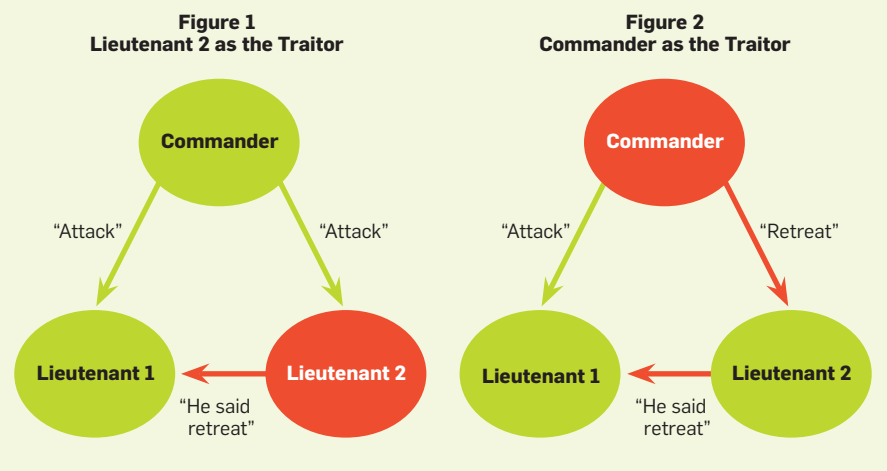 Figure 1
Lieutenant 2 as the Traitor
Commander
“Attack”
“Attack”
Lieutenant 1
Lieutenant 2
“He said
retreat”
Figure 2
Commander as the Traitor
Commander
“Attack”
“Retreat”
Lieutenant 1
Lieutenant 2
“He said
retreat”